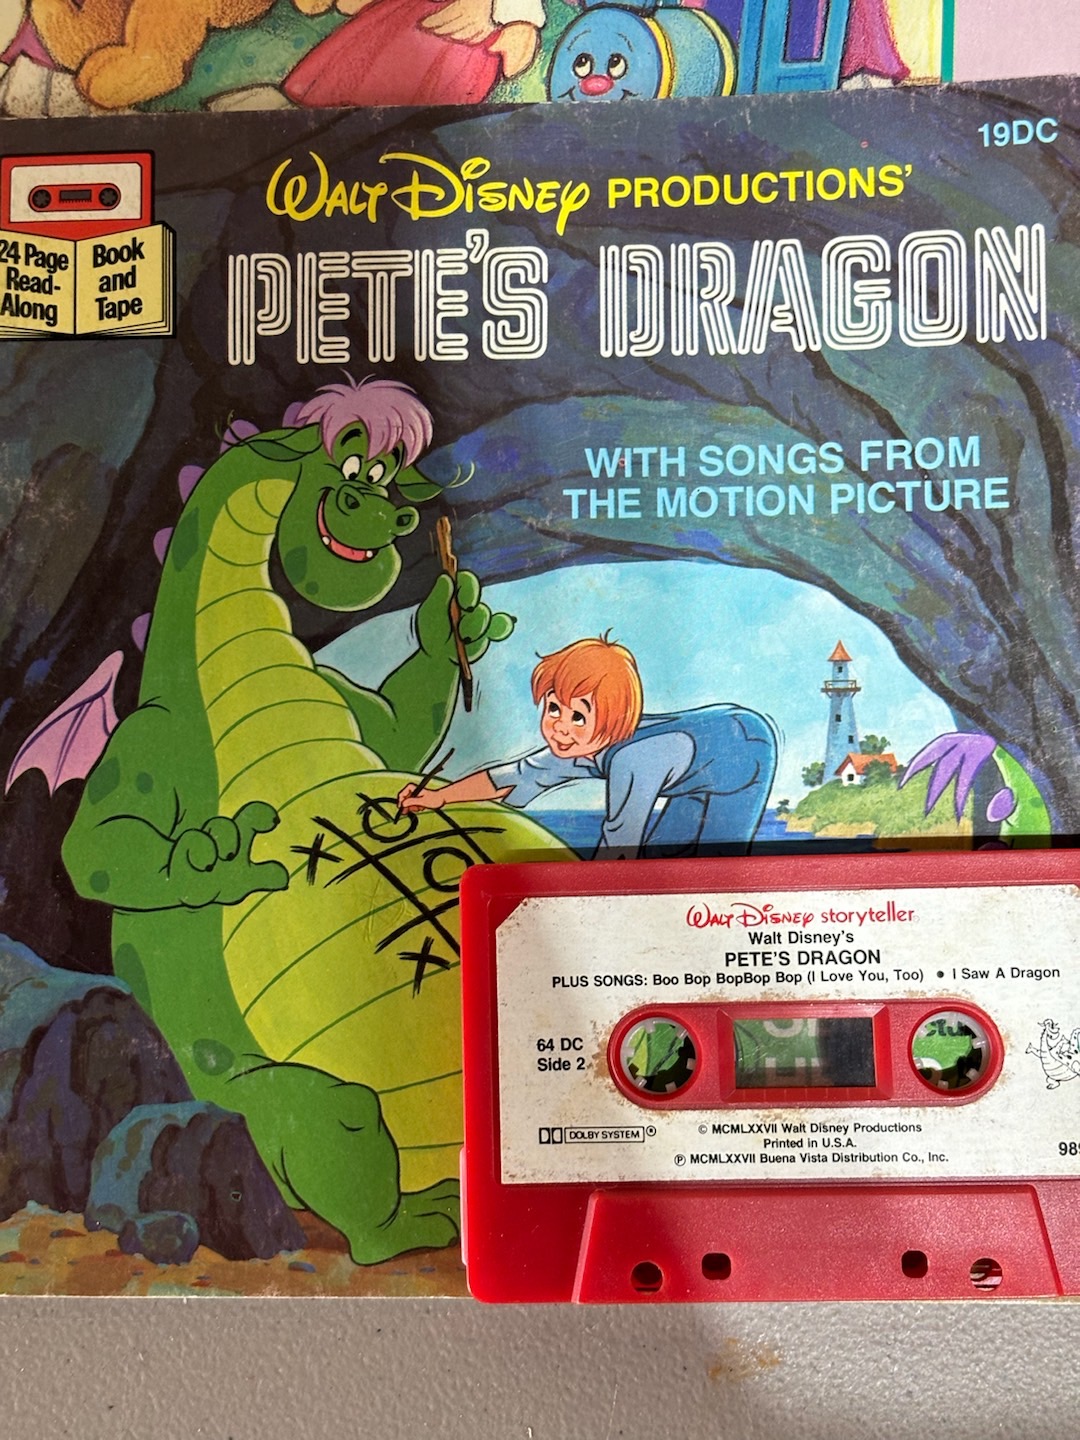 19DC
WALT DISNEY PRODUCTIONS'
PETE'S DRAGON
24 Page
Read-
Along
Book
and
Tape
WITH SONGS FROM
THE MOTION PICTURE
WALT DISNEY storyteller
Walt Disney's
PETE'S DRAGON
PLUS SONGS: Boo Bop BopBop Bop (I Love You, Too) • I Saw A Dragon
64 DC
Side 2
DOLBY SYSTEM®
© MCMLXXVII Walt Disney Productions
Printed in U.S.A.
℗ MCMLXXVII Buena Vista Distribution Co., Inc.